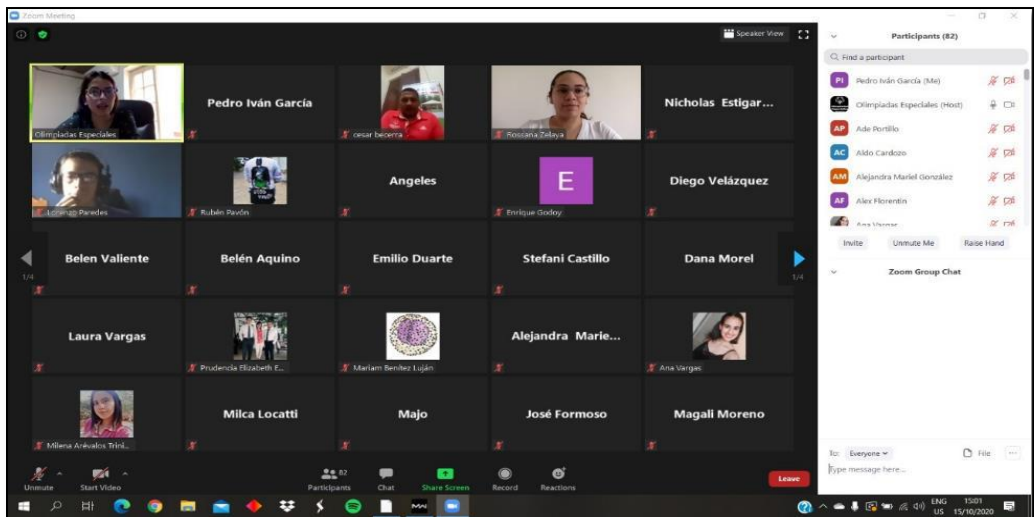 Zoom Meeting
Speaker View
Olimpiadas Especiales
Pedro Iván García
cesar becerra
Rossana Zelaya
Nicholas Estigar...
Lorenzo Paredes
Rubén Pavón
Angeles
E
Enrique Godoy
Diego Velázquez
1/4
Belen Valiente
Belén Aquino
Emilio Duarte
Stefani Castillo
Dana Morel
1/4
Laura Vargas
Prudencia Elizabeth E...
Mariam Benítez Luján
Alejandra Marie...
Ana Vargas
Milena Arévalos Trini...
Milca Locatti
Majo
José Formoso
Magali Moreno
Unmute
Start Video
82
Participants
Chat
Share Screen
Record
Reactions
Leave
Participants (82)
Find a participant
PI Pedro Iván García (Me)
Olimpiadas Especiales (Host)
AP Ade Portillo
AC Aldo Cardozo
AM Alejandra Mariel González
AF Alex Florentin
Ana Vargas
Invite Unmute Me Raise Hand
Zoom Group Chat
To: Everyone File
Type message here...
ENG 15:01
US 15/10/2020